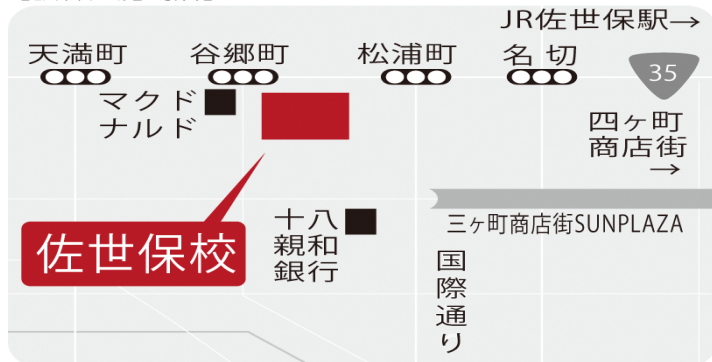 JR佐世保駅→
天満町
谷郷町
松浦町
名切
35
マクド
ナルド
四ヶ町
商店街
→
三ヶ町商店街SUNPLAZA
佐世保校
十八
親和
銀行
国際通り